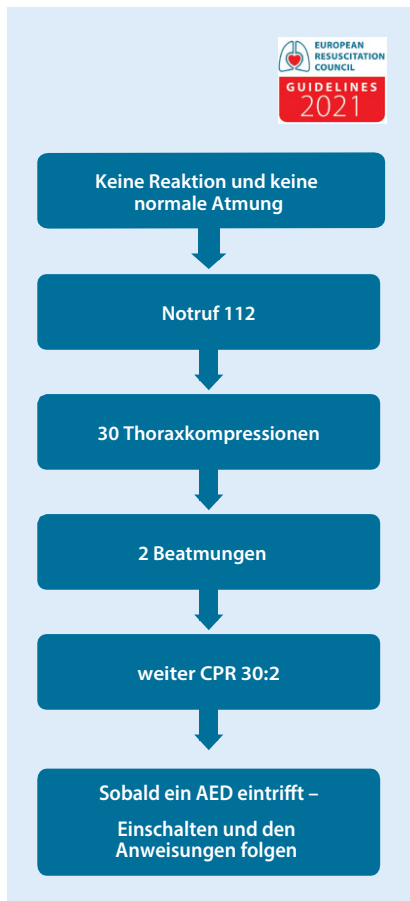 EUROPEAN
RESUSCITATION
COUNCIL
GUIDELINES
2021
Keine Reaktion und keine
normale Atmung
Notruf 112
30 Thoraxkompressionen
2 Beatmungen
weiter CPR 30:2
Sobald ein AED eintrifft –
Einschalten und den
Anweisungen folgen